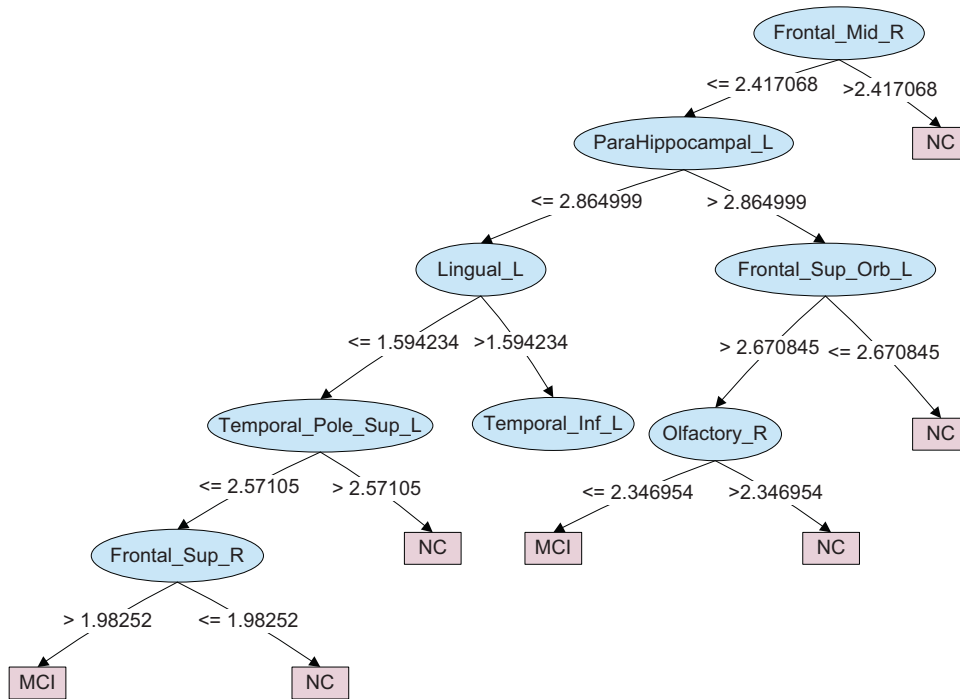 Frontal_Mid_R
<= 2.417068 >2.417068
ParaHippocampal_L NC
<= 2.864999 > 2.864999
Lingual_L Frontal_Sup_Orb_L
<= 1.594234 >1.594234 > 2.670845 <= 2.670845
Temporal_Pole_Sup_L Temporal_Inf_L Olfactory_R NC
<= 2.57105 > 2.57105 <= 2.346954 >2.346954
Frontal_Sup_R NC MCI NC
> 1.98252 <= 1.98252
MCI NC